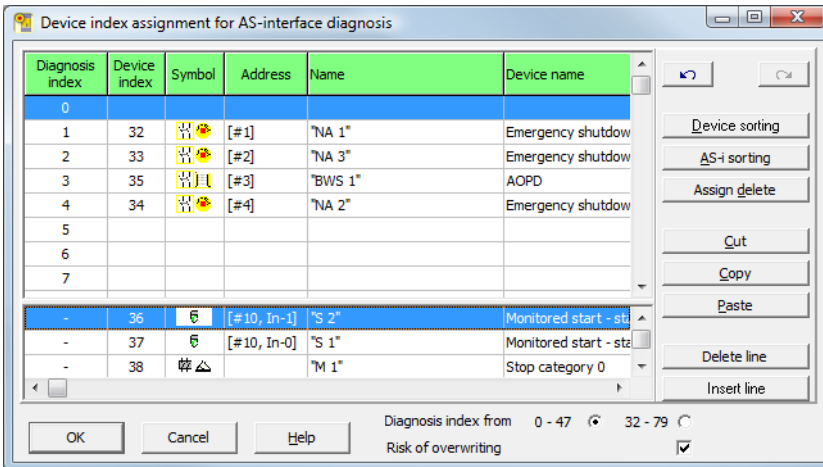 Device index assignment for AS-interface diagnosis
Diagnosis index Device index Symbol Address Name Device name
0
1 32 [#1] "NA 1" Emergency shutdow
2 33 [#2] "NA 3" Emergency shutdow
3 35 [#3] "BWS 1" AOPD
4 34 [#4] "NA 2" Emergency shutdow
5
6
7
- 36 [#10, In-1] "S 2" Monitored start - sta
- 37 [#10, In-0] "S 1" Monitored start - sta
- 38 "M 1" Stop category 0
Device sorting
AS-i sorting
Assign delete
Cut
Copy
Paste
Delete line
Insert line
OK Cancel Help
Diagnosis index from 0 - 47 32 - 79
Risk of overwriting